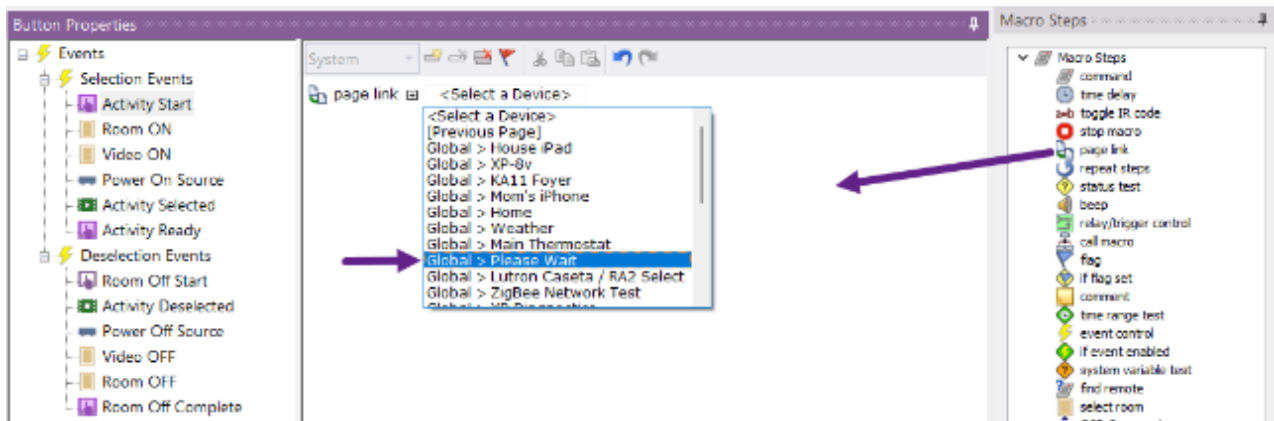 Button Properties
Events
Selection Events
Activity Start
Room ON
Video ON
Power On Source
Activity Selected
Activity Ready
Deselection Events
Room Off Start
Activity Deselected
Power Off Source
Video OFF
Room OFF
Room Off Complete
System
page link <Select a Device>
<Select a Device>
[Previous Page]
Global > House iPad
Global > XP-8v
Global > KA11 Foyer
Global > Mom's iPhone
Global > Home
Global > Weather
Global > Main Thermostat
Global > Please Wait
Global > Lutron Caseta / RA2 Select
Global > ZigBee Network Test
Macro Steps
Macro Steps
command
time delay
a=b toggle IR code
stop macro
page link
repeat steps
status test
beep
relay/trigger control
call macro
flag
if flag set
comment
time range test
event control
if event enabled
system variable test
find remote
select room